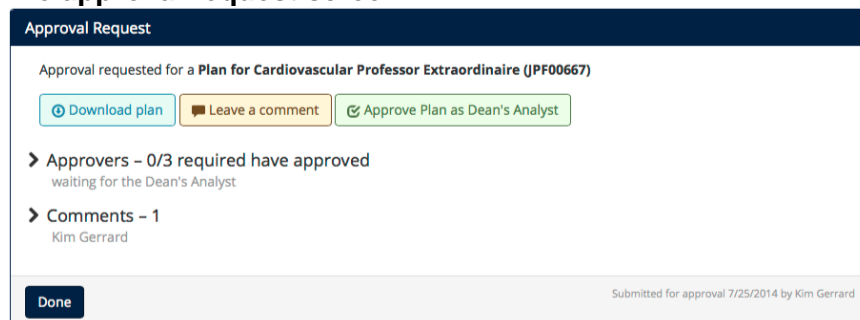 Approval Request
Approval requested for a Plan for Cardiovascular Professor Extraordinaire (JPF00667)
Download plan Leave a comment Approve Plan as Dean's Analyst
Approvers – 0/3 required have approved
waiting for the Dean's Analyst
Comments – 1
Kim Gerrard
Done Submitted for approval 7/25/2014 by Kim Gerrard